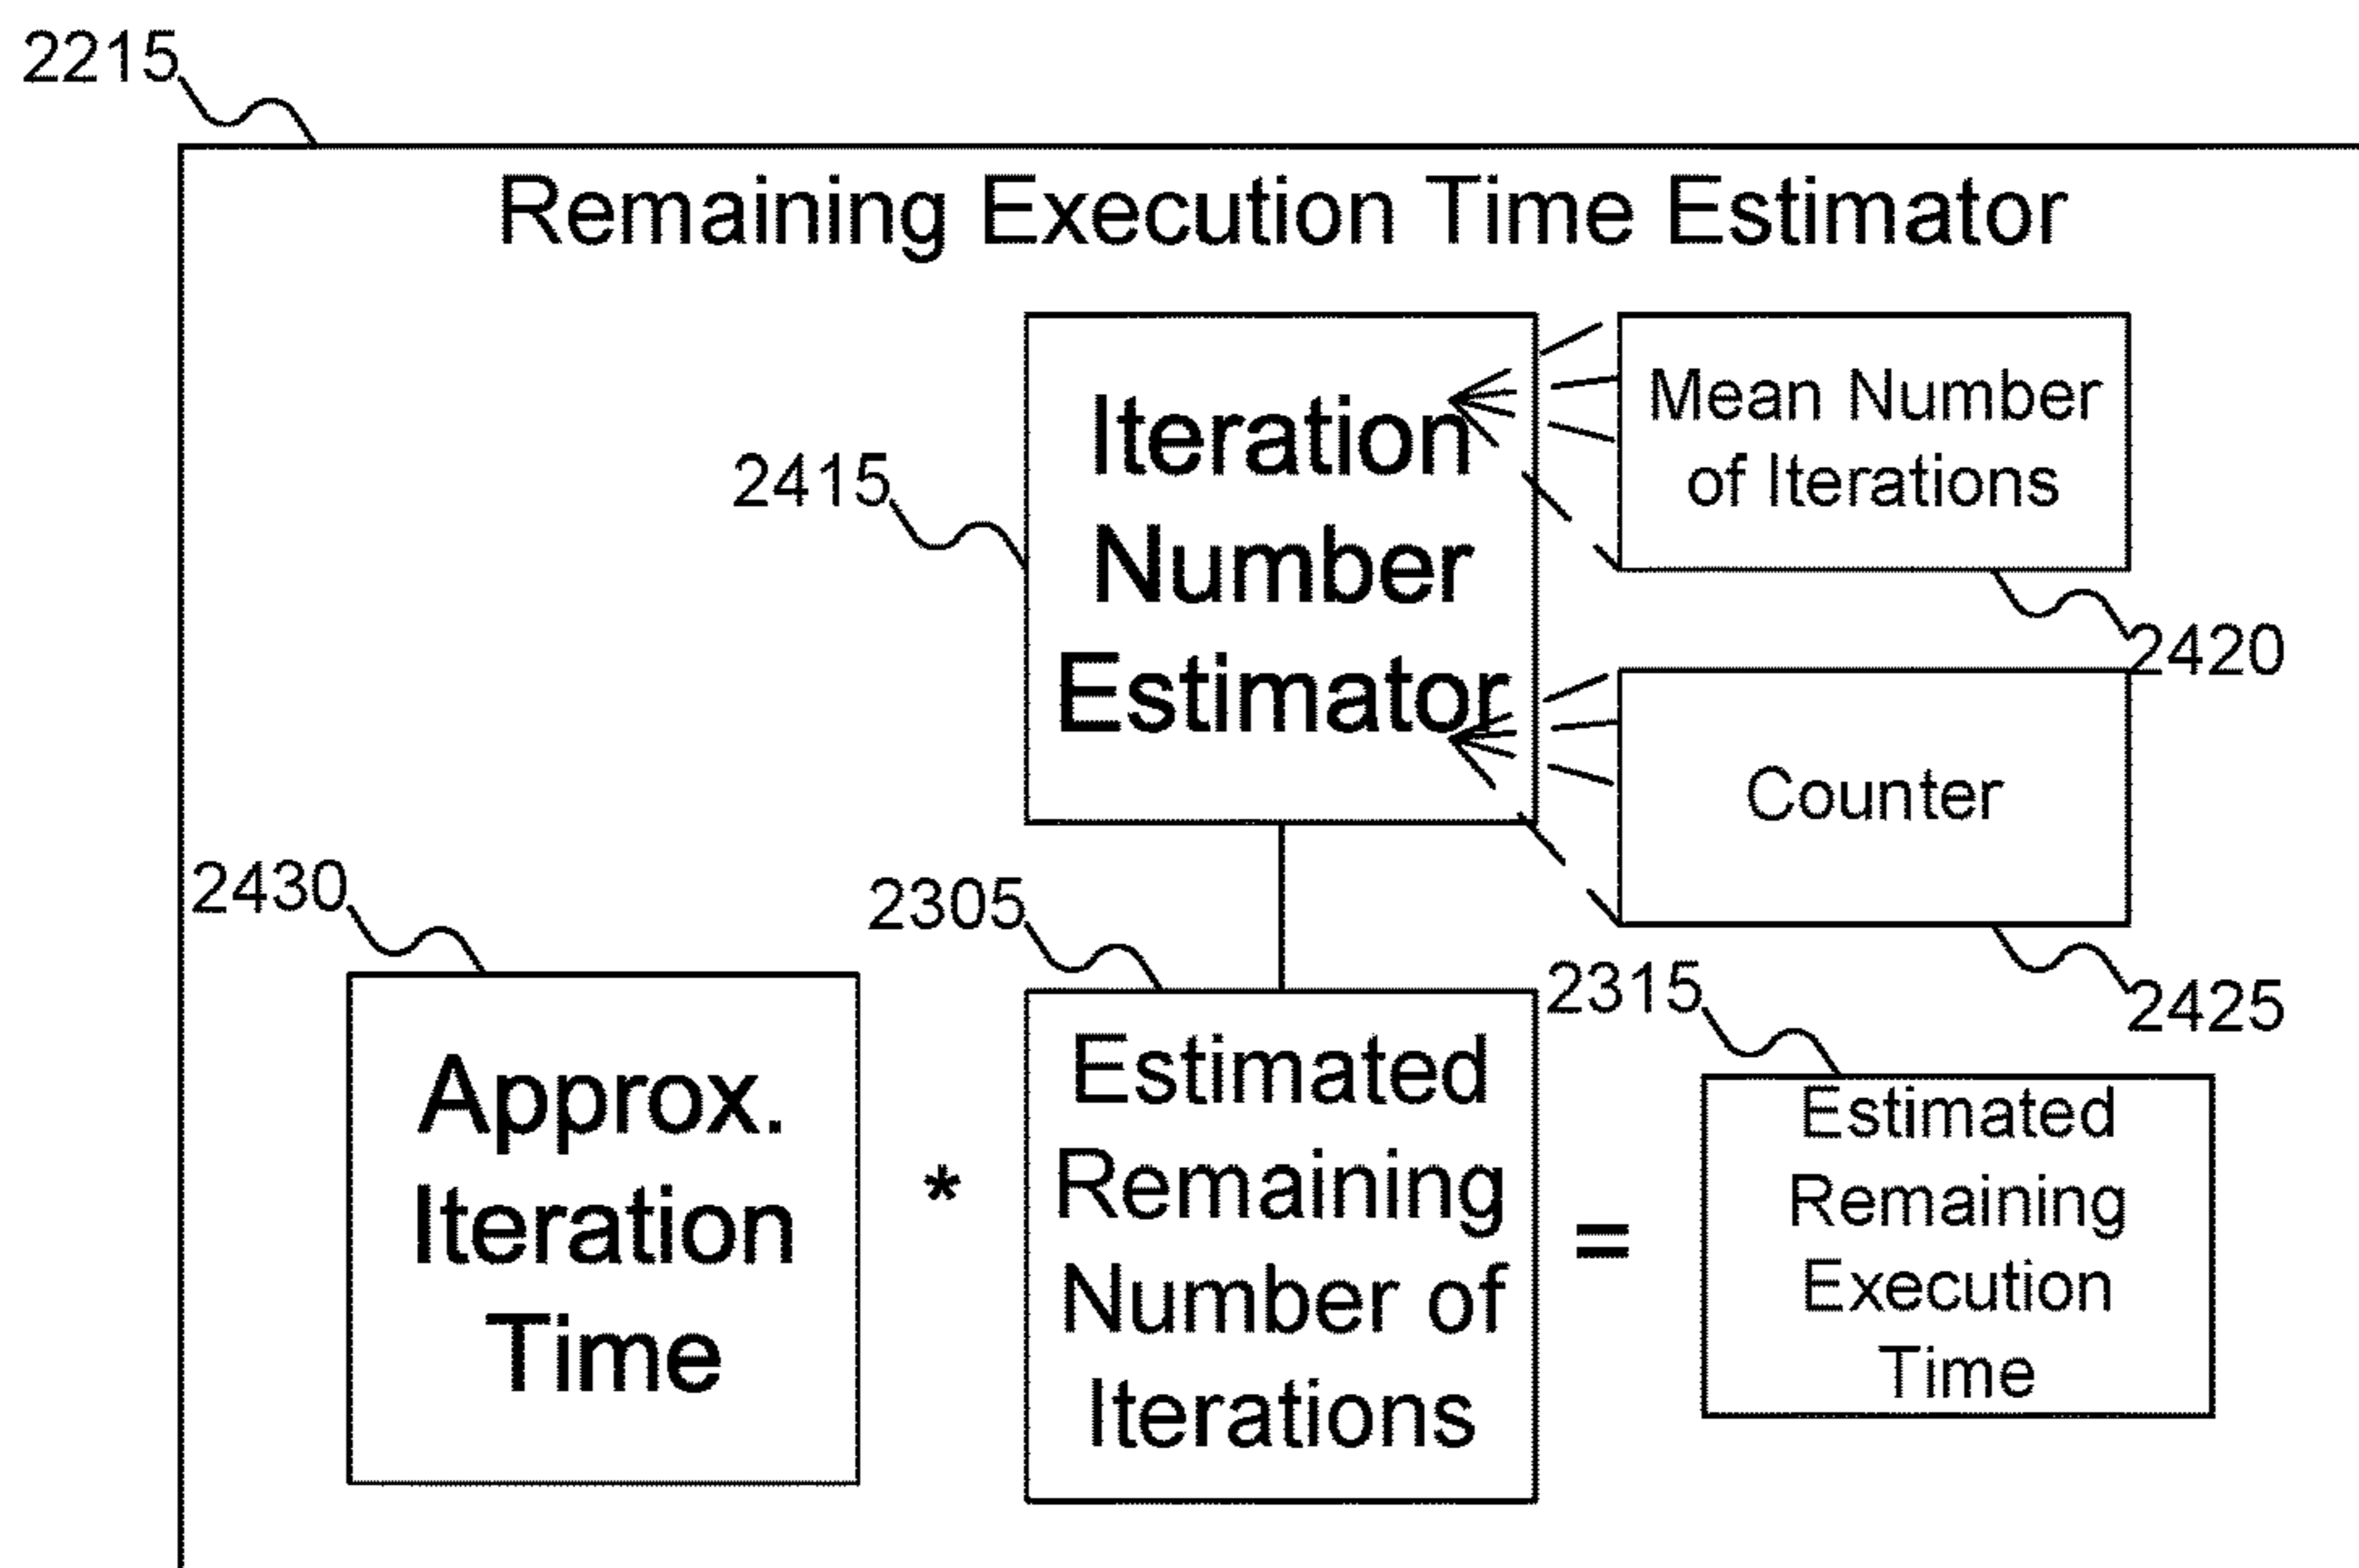 2215
Remaining Execution Time Estimator
2415
Iteration
Number
Estimator
Mean Number
of Iterations
2420
Counter
2425
2430
Approx.
Iteration
Time
*
2305
Estimated
Remaining
Number of
Iterations
=
2315
Estimated
Remaining
Execution
Time